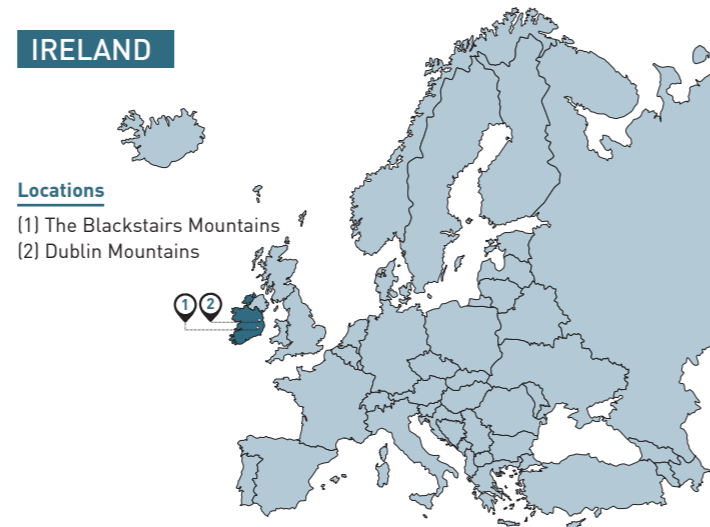 IRELAND
Locations
(1) The Blackstairs Mountains
(2) Dublin Mountains
1 2